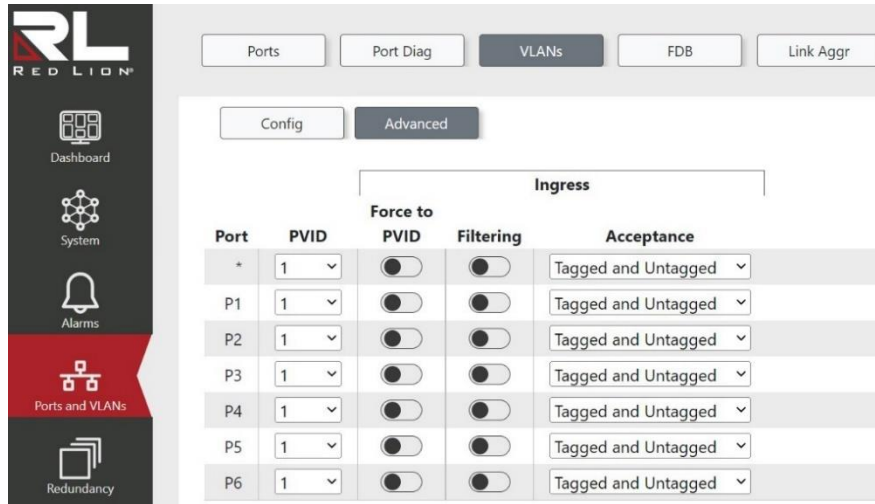 RL
RED LION®
Dashboard
System
Alarms
Ports and VLANs
Redundancy
Ports Port Diag VLANs FDB Link Aggr
Config Advanced
Ingress
Force to
Port PVID PVID Filtering Acceptance
* 1 Tagged and Untagged
P1 1 Tagged and Untagged
P2 1 Tagged and Untagged
P3 1 Tagged and Untagged
P4 1 Tagged and Untagged
P5 1 Tagged and Untagged
P6 1 Tagged and Untagged